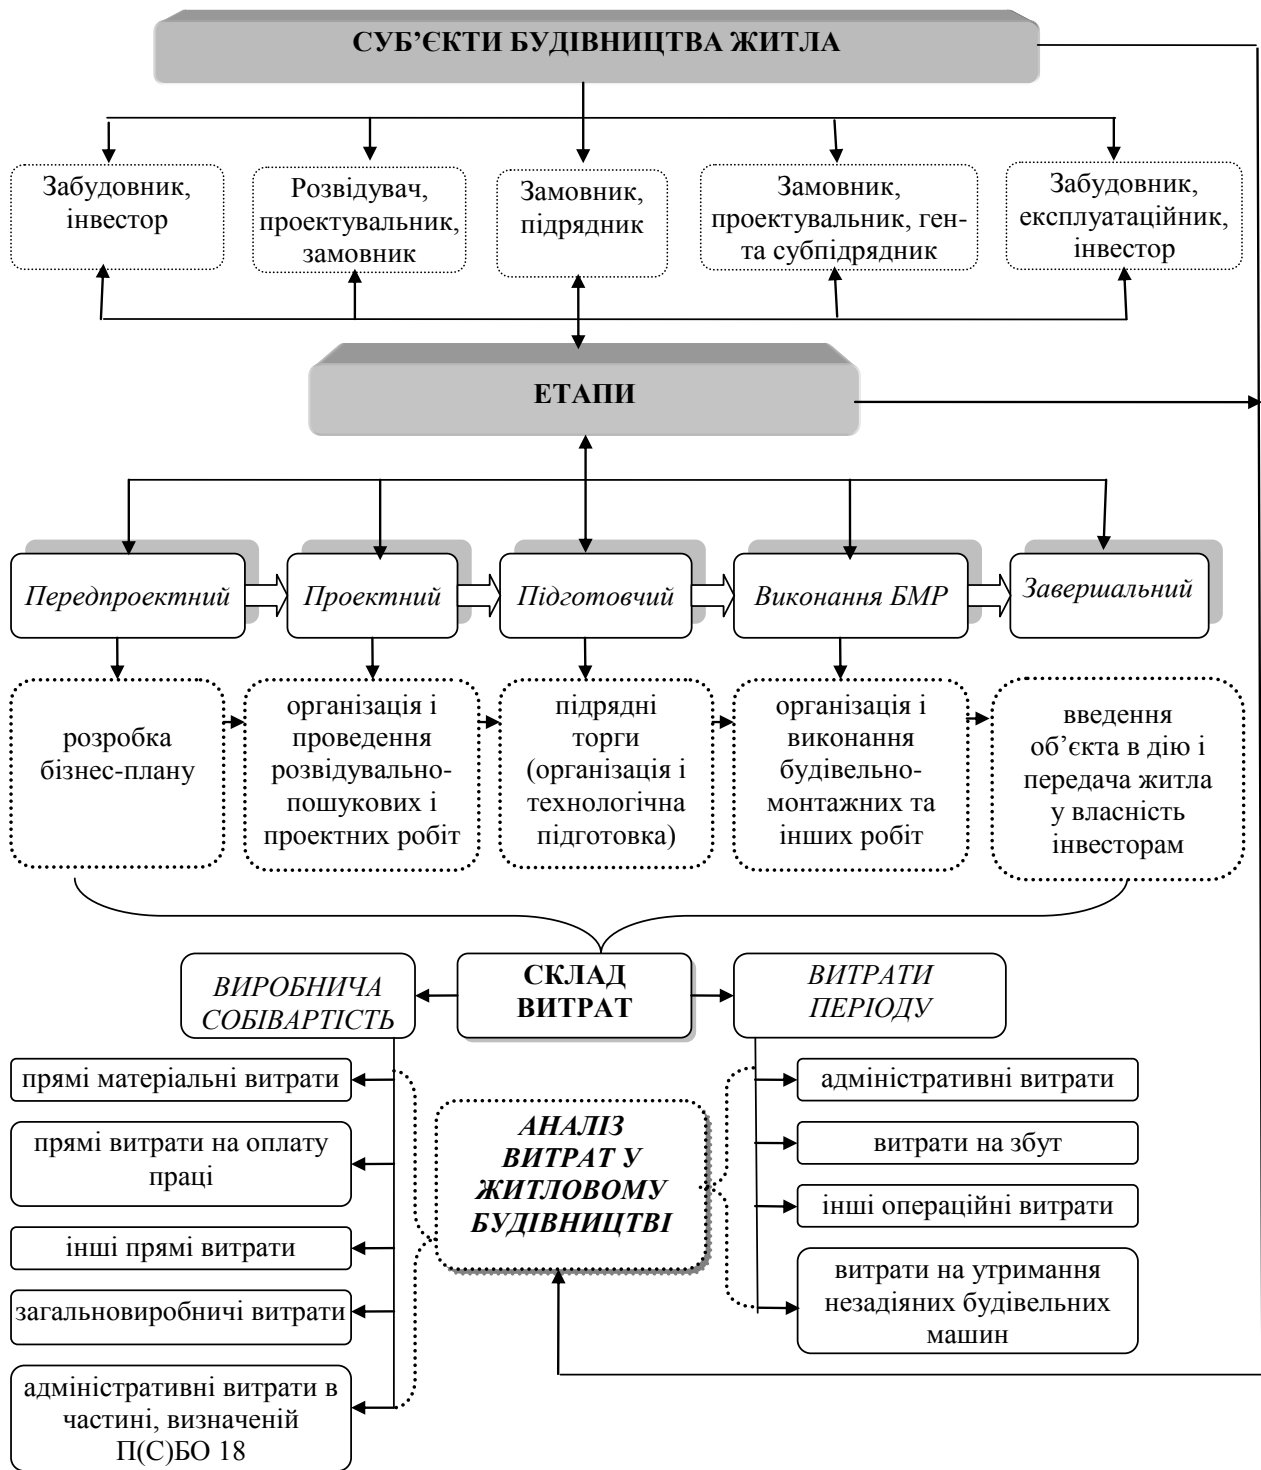 СУБ’ЄКТИ БУДІВНИЦТВА ЖИТЛА
Забудовник,
інвестор
Розвідувач,
проектувальник,
замовник
Замовник,
підрядник
Замовник,
проектувальник, ген-
та субпідрядник
Забудовник,
експлуатаційник,
інвестор
ЕТАПИ
Передпроектний
Проектний
Підготовчий
Виконання БМР
Завершальний
розробка
бізнес-плану
організація і
проведення
розвідувально-
пошукових і
проектних робіт
підрядні
торги
(організація і
технологічна
підготовка)
організація і
виконання
будівельно-
монтажних та
інших робіт
введення
об’єкта в дію і
передача житла
у власність
інвесторам
ВИРОБНИЧА
СОБІВАРТІСТЬ
СКЛАД
ВИТРАТ
ВИТРАТИ
ПЕРІОДУ
прямі матеріальні витрати
прямі витрати на оплату
праці
інші прямі витрати
загальновиробничі витрати
адміністративні витрати в
частині, визначеній
П(С)БО 18
АНАЛІЗ
ВИТРАТ У
ЖИТЛОВОМУ
БУДІВНИЦТВІ
адміністративні витрати
витрати на збут
інші операційні витрати
витрати на утримання
незадіяних будівельних
машин